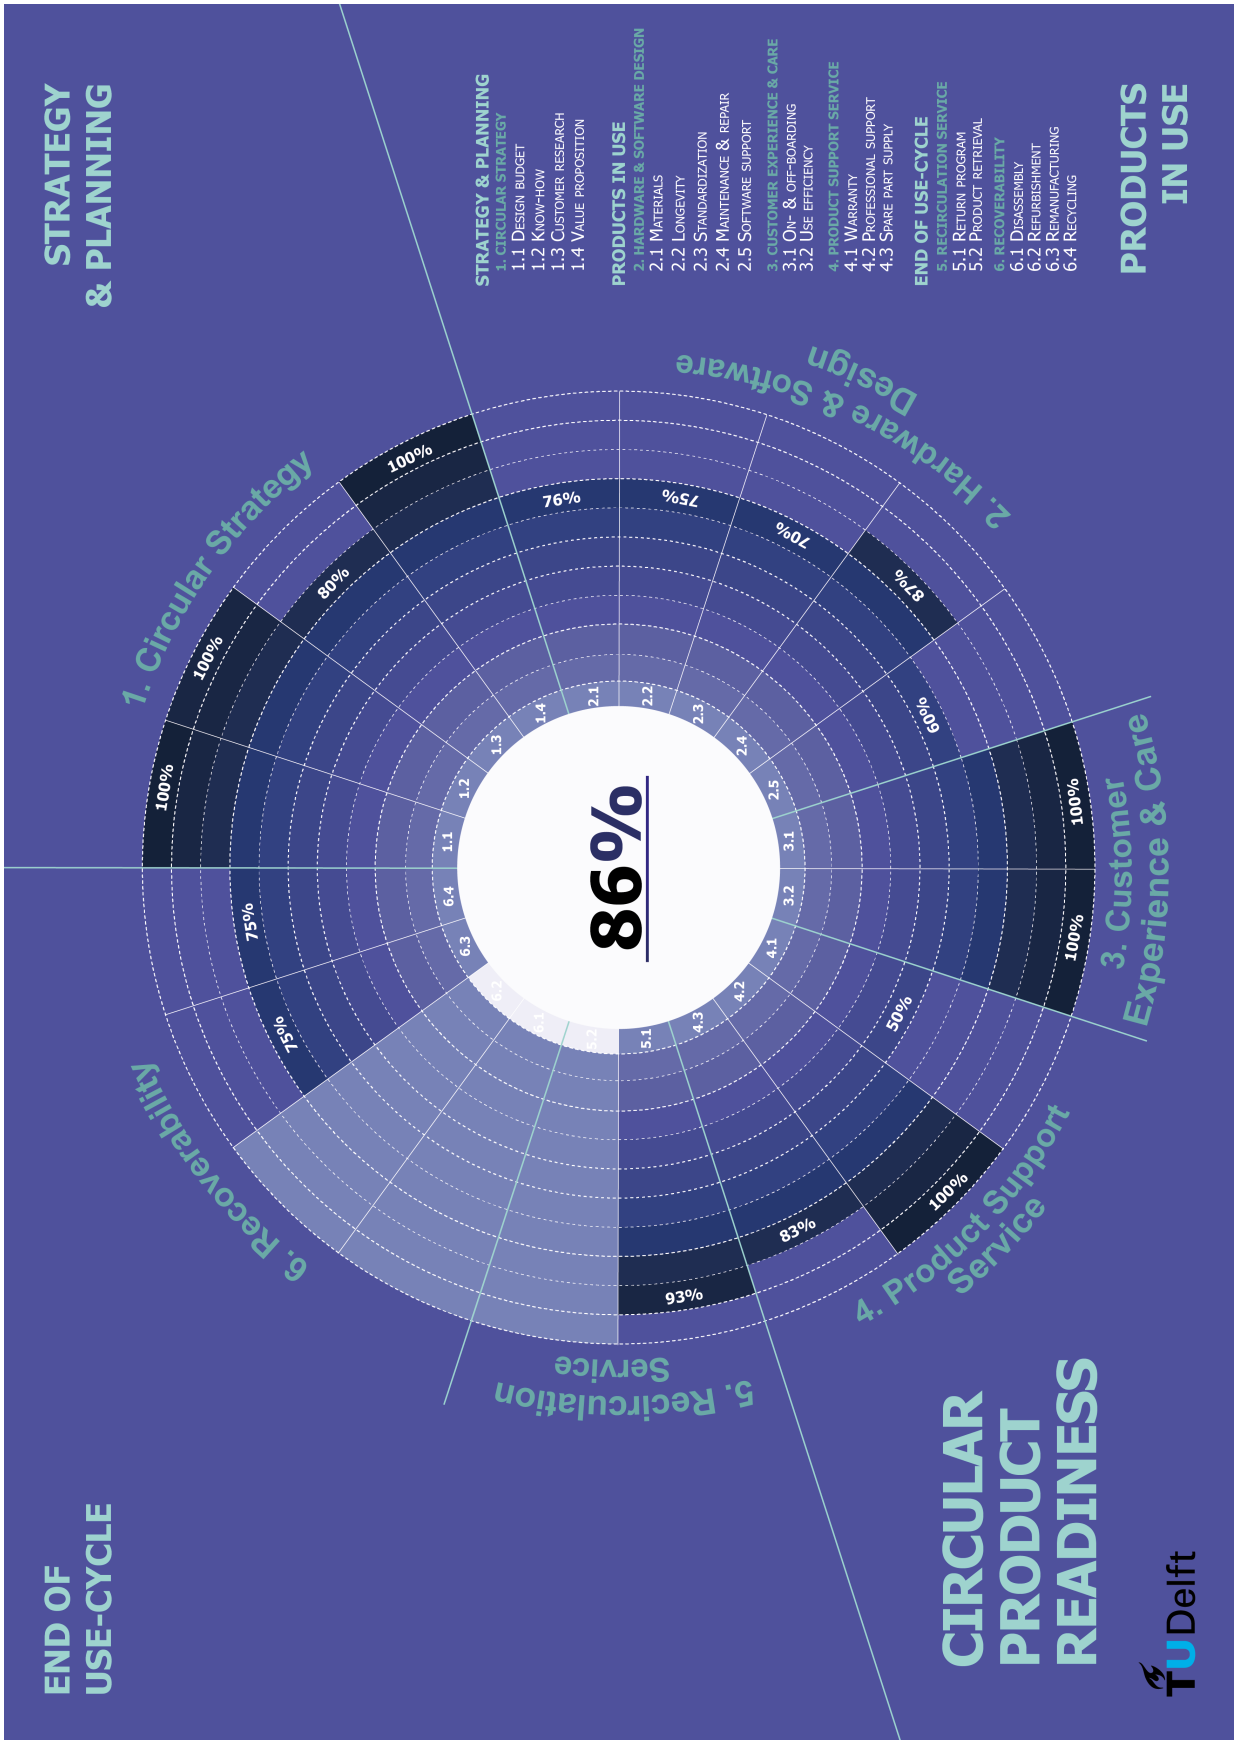 STRATEGY
& PLANNING
STRATEGY & PLANNING
1. CIRCULAR STRATEGY
1.1 DESIGN BUDGET
1.2 KNOW-HOW
1.3 CUSTOMER RESEARCH
1.4 VALUE PROPOSITION
PRODUCTS IN USE
2. HARDWARE & SOFTWARE DESIGN
2.1 MATERIALS
2.2 LONGEVITY
2.3 STANDARDIZATION
2.4 MAINTENANCE & REPAIR
2.5 SOFTWARE SUPPORT
3. CUSTOMER EXPERIENCE & CARE
3.1 ON- & OFF-BOARDING
3.2 USE EFFICIENCY
4. PRODUCT SUPPORT SERVICE
4.1 WARRANTY
4.2 PROFESSIONAL SUPPORT
4.3 SPARE PART SUPPLY
END OF USE-CYCLE
5. RECIRCULATION SERVICE
5.1 RETURN PROGRAM
5.2 PRODUCT RETRIEVAL
6. RECOVERABILITY
6.1 DISASSEMBLY
6.2 REFURBISHMENT
6.3 REMANUFACTURING
6.4 RECYCLING
PRODUCTS
IN USE
1. Circular Strategy
100%
100%
80%
100%
1.1
1.2
1.3
1.4
2. Hardware & Software
Design
76%
75%
70%
87%
60%
2.1
2.2
2.3
2.4
2.5
3. Customer
Experience & Care
100%
100%
3.1
3.2
4. Product Support
Service
50%
100%
83%
4.1
4.2
4.3
5. Recirculation
Service
93%
5.1
5.2
6. Recoverability
75%
75%
6.1
6.2
6.3
6.4
86%
END OF
USE-CYCLE
CIRCULAR
PRODUCT
READINESS
TUDelft